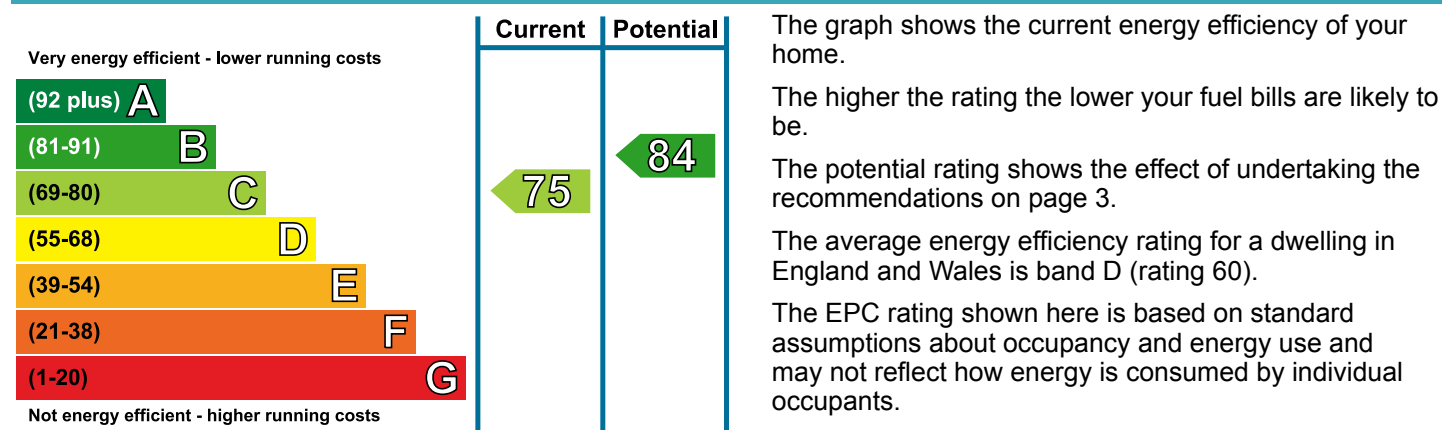 Current Potential
Very energy efficient - lower running costs
(92 plus) A
(81-91) B
(69-80) C
(55-68) D
(39-54) E
(21-38) F
(1-20) G
Not energy efficient - higher running costs
75
84
The graph shows the current energy efficiency of your
home.
The higher the rating the lower your fuel bills are likely to
be.
The potential rating shows the effect of undertaking the
recommendations on page 3.
The average energy efficiency rating for a dwelling in
England and Wales is band D (rating 60).
The EPC rating shown here is based on standard
assumptions about occupancy and energy use and
may not reflect how energy is consumed by individual
occupants.